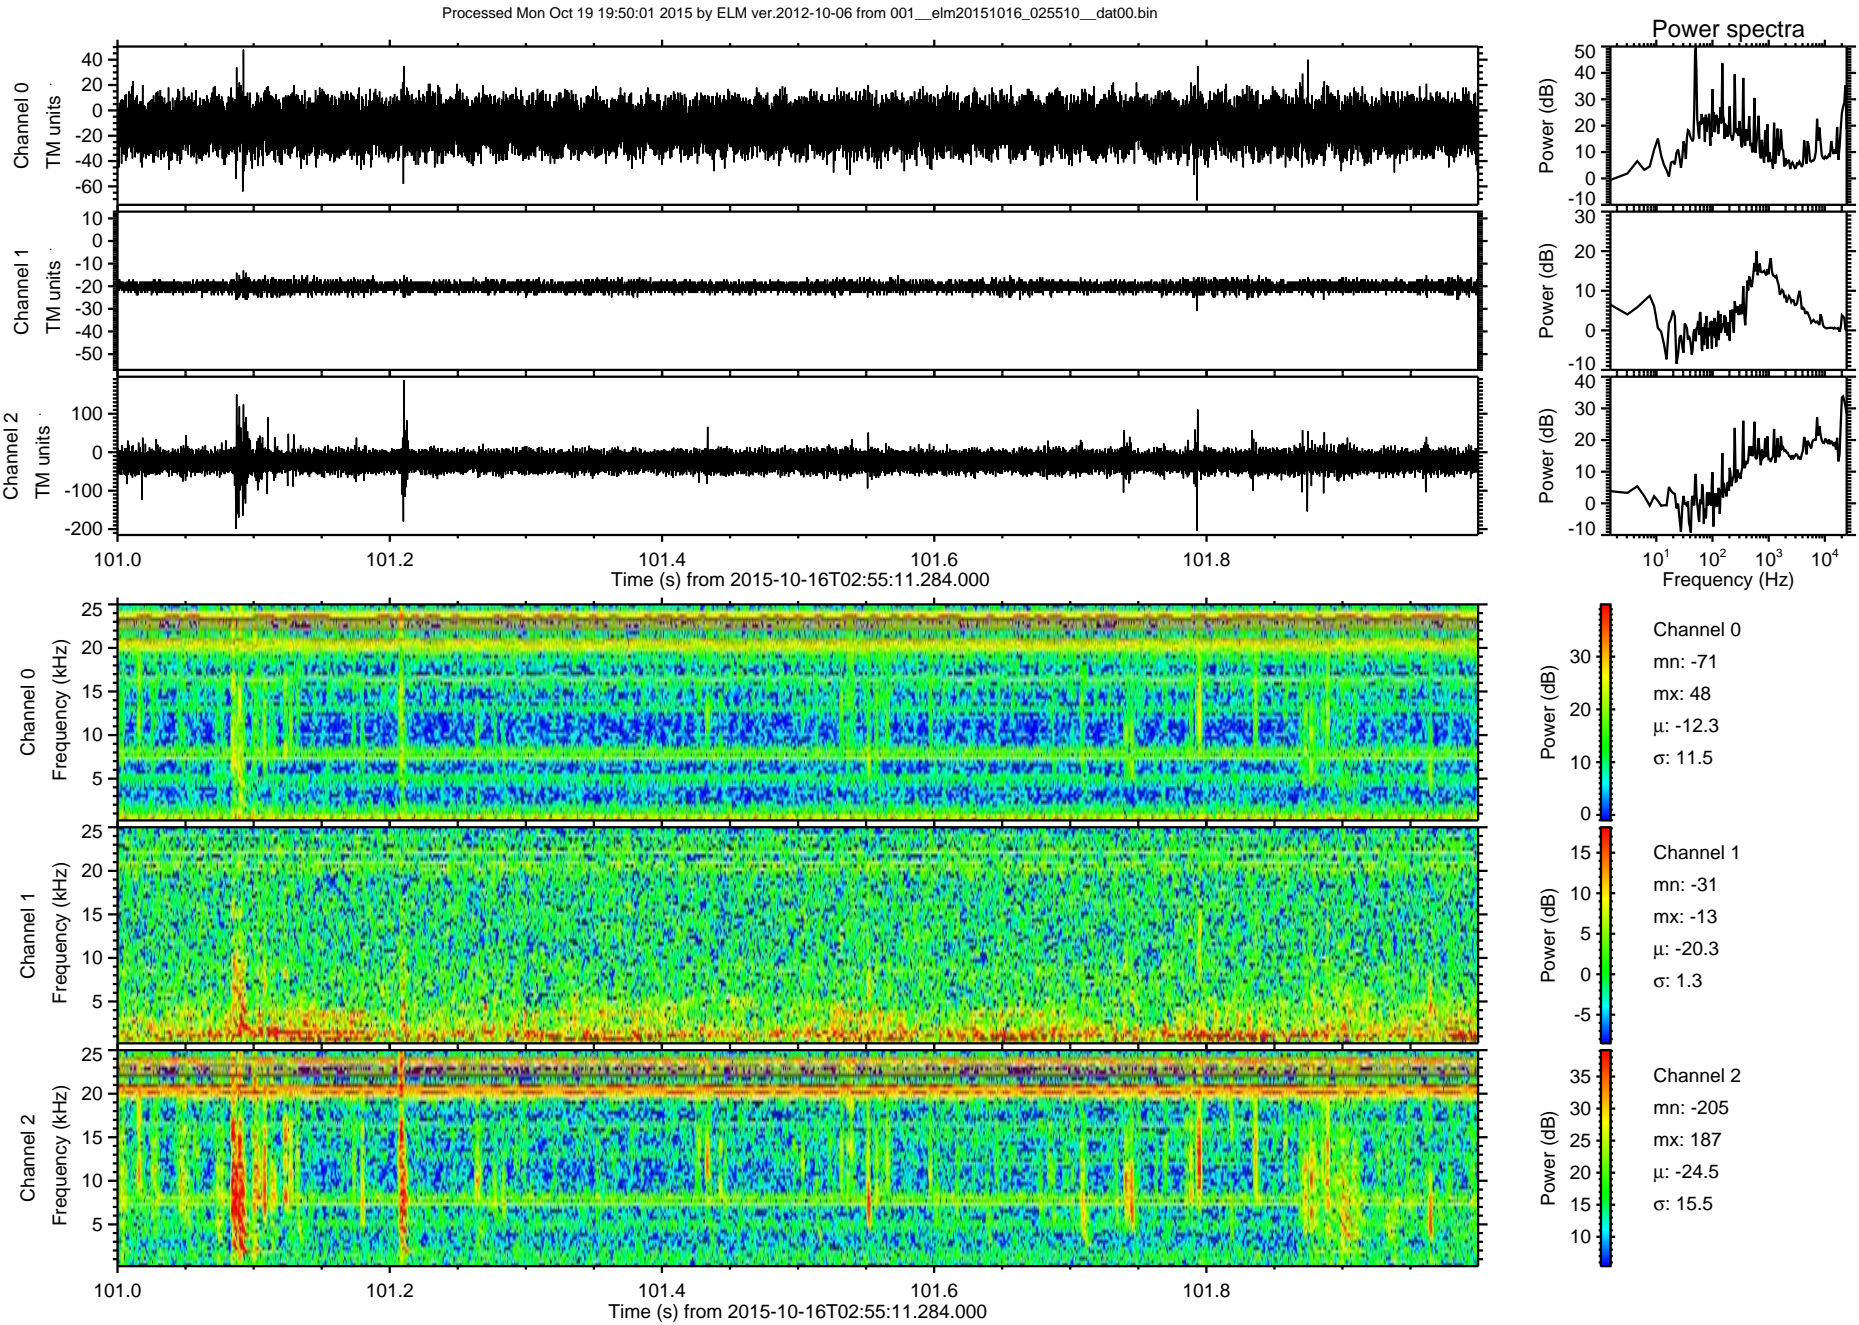 Processed Mon Oct 19 19:50:01 2015 by ELM ver.2012-10-06 from 001__elm20151016_025510__dat00.bin
Power spectra
Channel 0
TM units
40
20
0
-20
-40
-60
Power (dB)
50
40
30
20
10
0
-10
Channel 1
TM units
10
0
-10
-20
-30
-40
-50
Power (dB)
30
20
10
0
-10
Channel 2
TM units
100
0
-100
-200
Power (dB)
40
30
20
10
0
-10
101.0 101.2 101.4 101.6 101.8
Time (s) from 2015-10-16T02:55:11.284.000
10^1 10^2 10^3 10^4
Frequency (Hz)
Channel 0
Frequency (kHz)
25
20
15
10
5
Power (dB)
30
20
10
0
Channel 0
mn: -71
mx: 48
µ: -12.3
σ: 11.5
Channel 1
Frequency (kHz)
25
20
15
10
5
Power (dB)
15
10
5
0
-5
Channel 1
mn: -31
mx: -13
µ: -20.3
σ: 1.3
Channel 2
Frequency (kHz)
25
20
15
10
5
Power (dB)
35
30
25
20
15
10
Channel 2
mn: -205
mx: 187
µ: -24.5
σ: 15.5
101.0 101.2 101.4 101.6 101.8
Time (s) from 2015-10-16T02:55:11.284.000